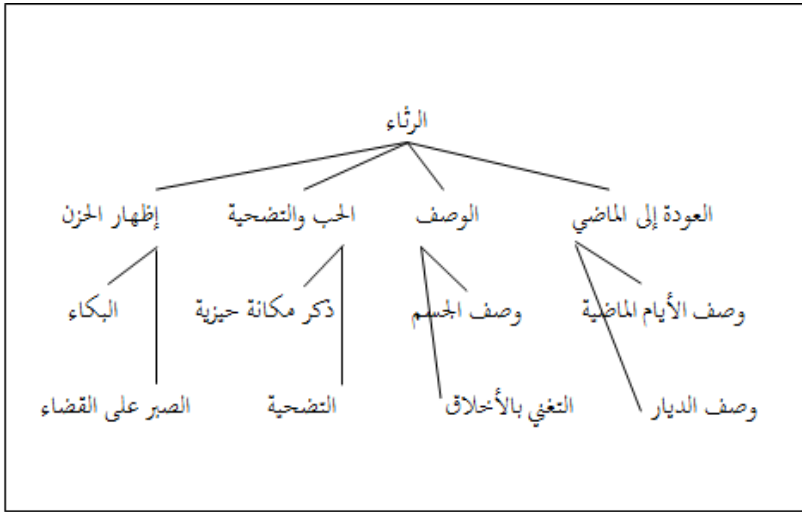 الرثاء
العودة إلى الماضي الوصف الحب والتضحية إظهار الحزن
وصف الأيام الماضية وصف الجسم ذكر مكانة حيزية البكاء
وصف الديار التغني بالأخلاق التضحية الصبر على القضاء